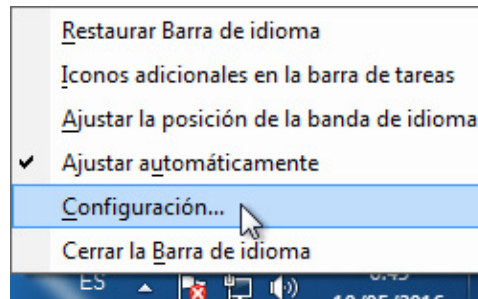 Restaurar Barra de idioma
Iconos adicionales en la barra de tareas
Ajustar la posición de la banda de idioma
Ajustar automáticamente
Configuración...
Cerrar la Barra de idioma
ES